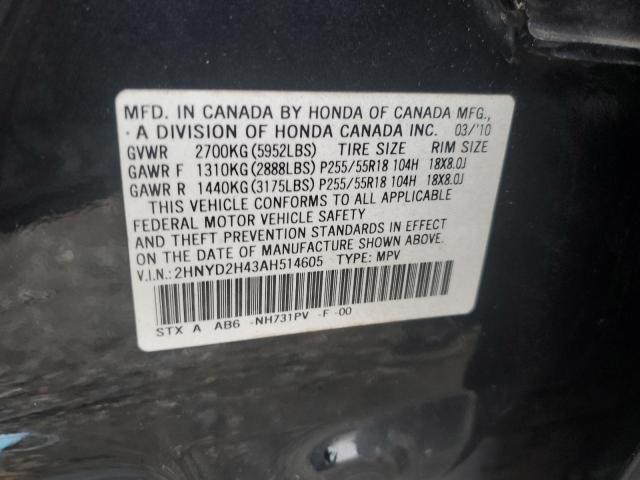 MFD. IN CANADA BY HONDA OF CANADA MFG.,
A DIVISION OF HONDA CANADA INC. 03/'10
GVWR 2700KG(5952LBS) TIRE SIZE RIM SIZE
GAWR F 1310KG(2888LBS) P255/55R18 104H 18X8.0J
GAWR R 1440KG(3175LBS) P255/55R18 104H 18X8.0J
THIS VEHICLE CONFORMS TO ALL APPLICABLE
FEDERAL MOTOR VEHICLE SAFETY
AND THEFT PREVENTION STANDARDS IN
EFFECT ON THE DATE OF MANUFACTURE SHOWN ABOVE.
V.I.N.:2HNYD2H43AH514605 TYPE: MPV
STX A AB6 -NH731PV -F -00